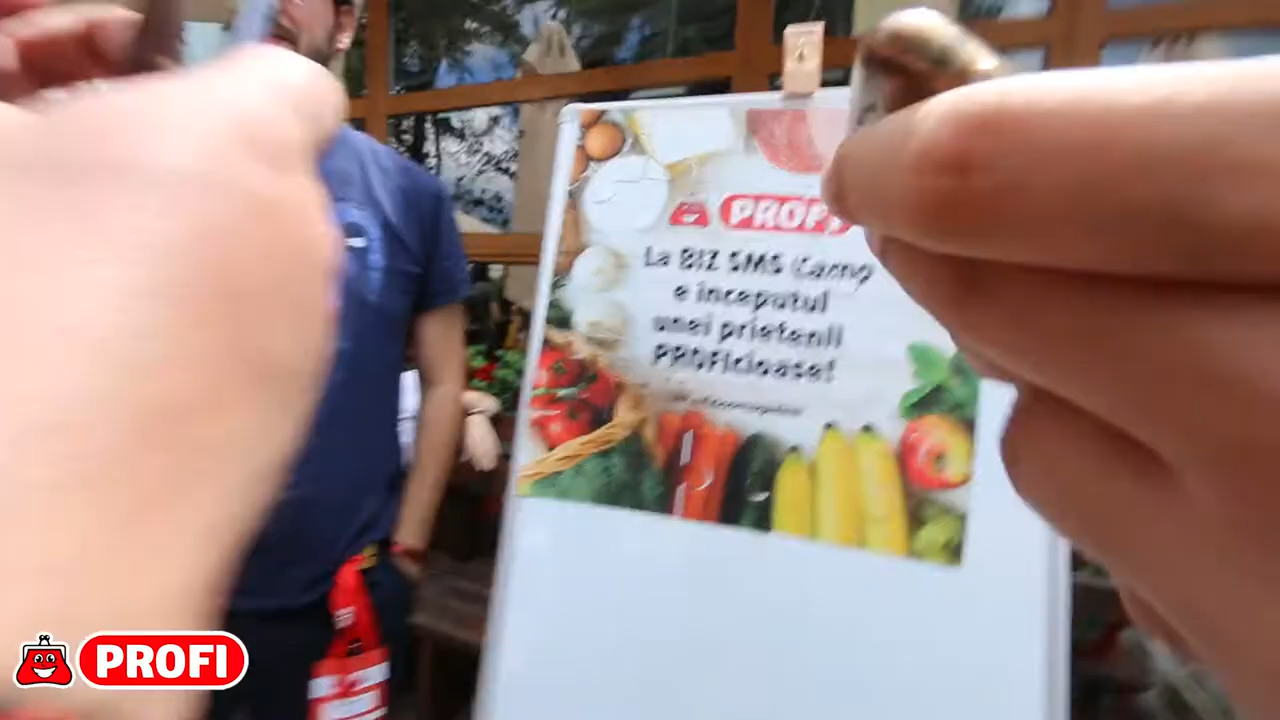 PROFI
La BIZ SMS Camp
e inceputul
unei prietenii
PROFIcioase!
PROFI